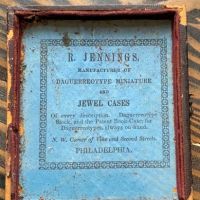 R. JENNINGS,
MANUFACTURER OF
DAGUERREOTYPE MINIATURE
AND
JEWEL CASES
Of every description. Daguerreotype
Stock, and the Patent Book Cases for
Daguerreotypes, always on hand.
N. W. Corner of Vine and Second Streets,
PHILADELPHIA.